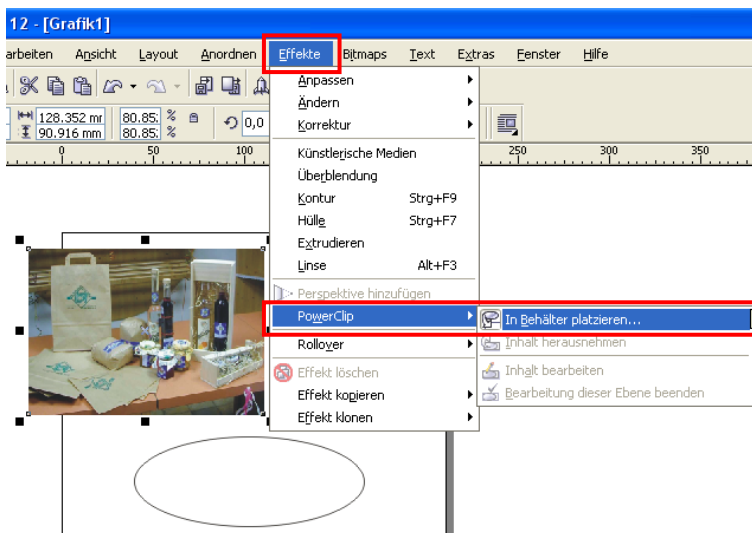 12 - [Grafik1]
arbeiten Ansicht Layout Anordnen Effekte Bitmaps Text Extras Fenster Hilfe
128.352 mr 80.85: %
90.916 mm 80.85: %
0,0
0 50 100 250 300 350
Anpassen
Ändern
Korrektur
Künstlerische Medien
Überblendung
Kontur Strg+F9
Hülle Strg+F7
Extrudieren
Linse Alt+F3
Perspektive hinzufügen
PowerClip
In Behälter platzieren...
Rollover
Inhalt herausnehmen
Effekt löschen
Inhalt bearbeiten
Effekt kopieren
Bearbeitung dieser Ebene beenden
Effekt klonen